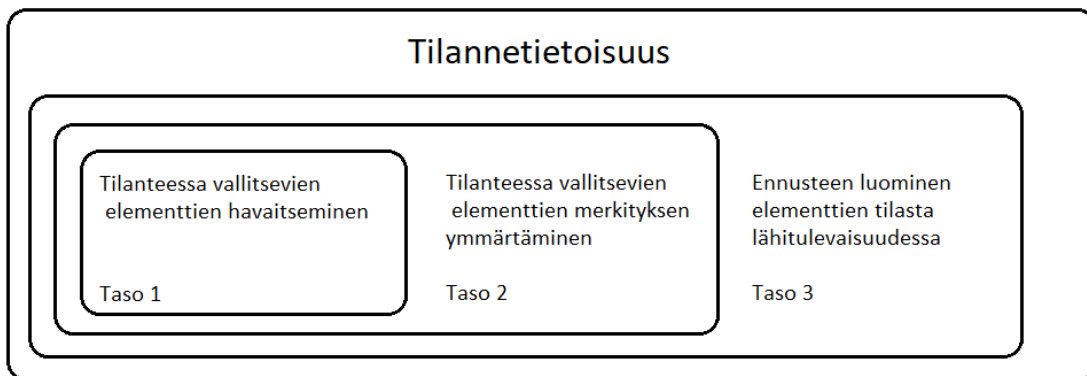 Tilannetietoisuus
Tilanteessa vallitsevien
elementtien havaitseminen
Taso 1
Tilanteessa vallitsevien
elementtien merkityksen
ymmärtäminen
Taso 2
Ennusteen luominen
elementtien tilasta
lähitulevaisuudessa
Taso 3